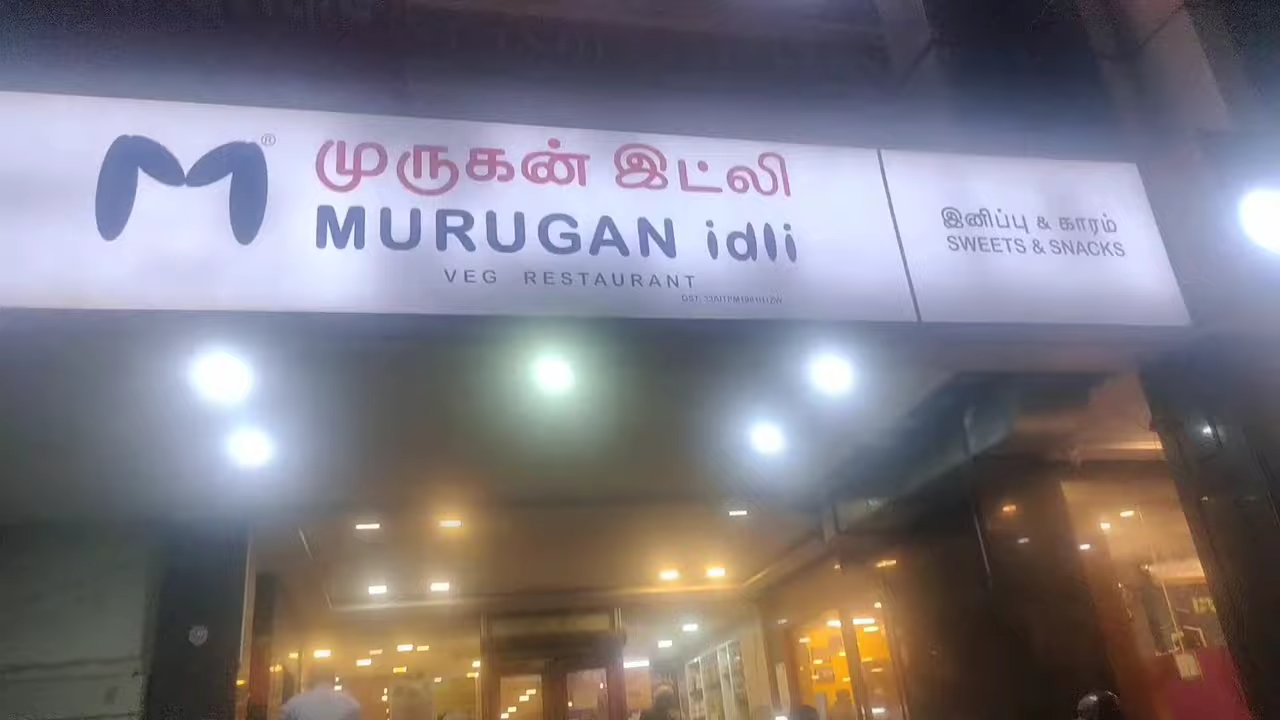 M®
முருகன் இட்லி
MURUGAN idli
VEG RESTAURANT
இனிப்பு & காரம்
SWEETS & SNACKS